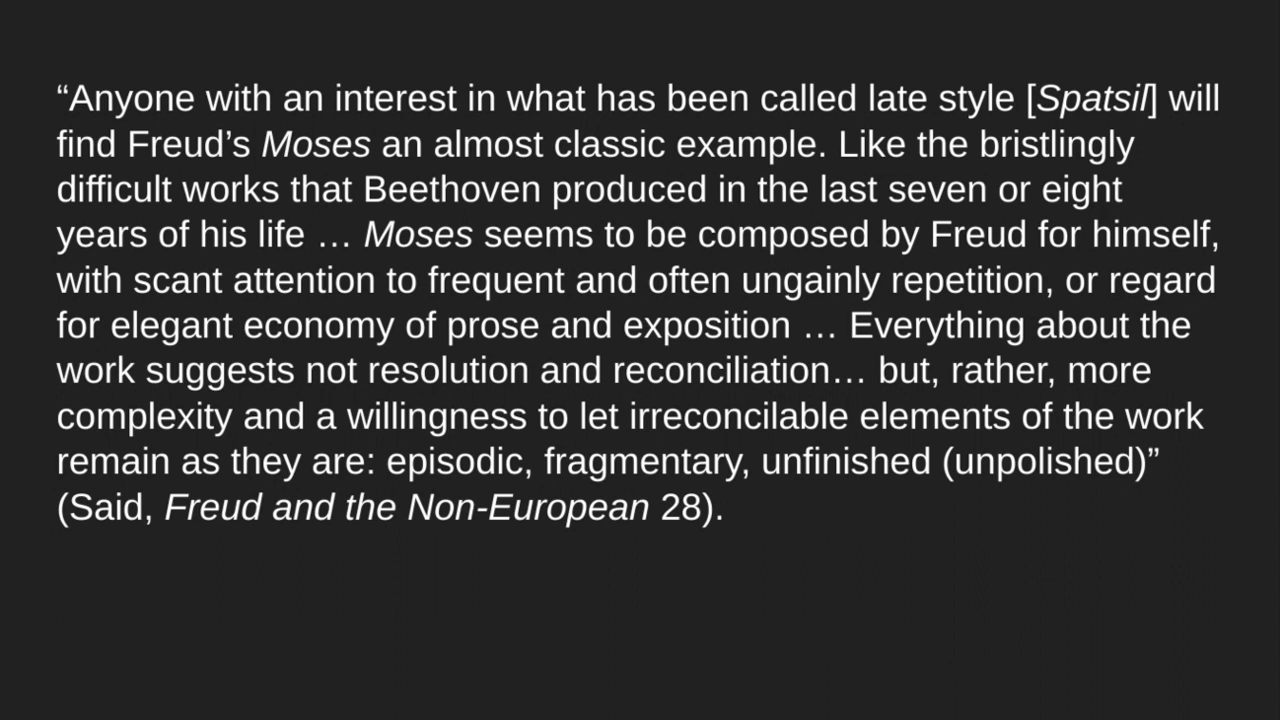 “Anyone with an interest in what has been called late style [Spatsil] will
find Freud’s Moses an almost classic example. Like the bristlingly
difficult works that Beethoven produced in the last seven or eight
years of his life … Moses seems to be composed by Freud for himself,
with scant attention to frequent and often ungainly repetition, or regard
for elegant economy of prose and exposition … Everything about the
work suggests not resolution and reconciliation… but, rather, more
complexity and a willingness to let irreconcilable elements of the work
remain as they are: episodic, fragmentary, unfinished (unpolished)”
(Said, Freud and the Non-European 28).